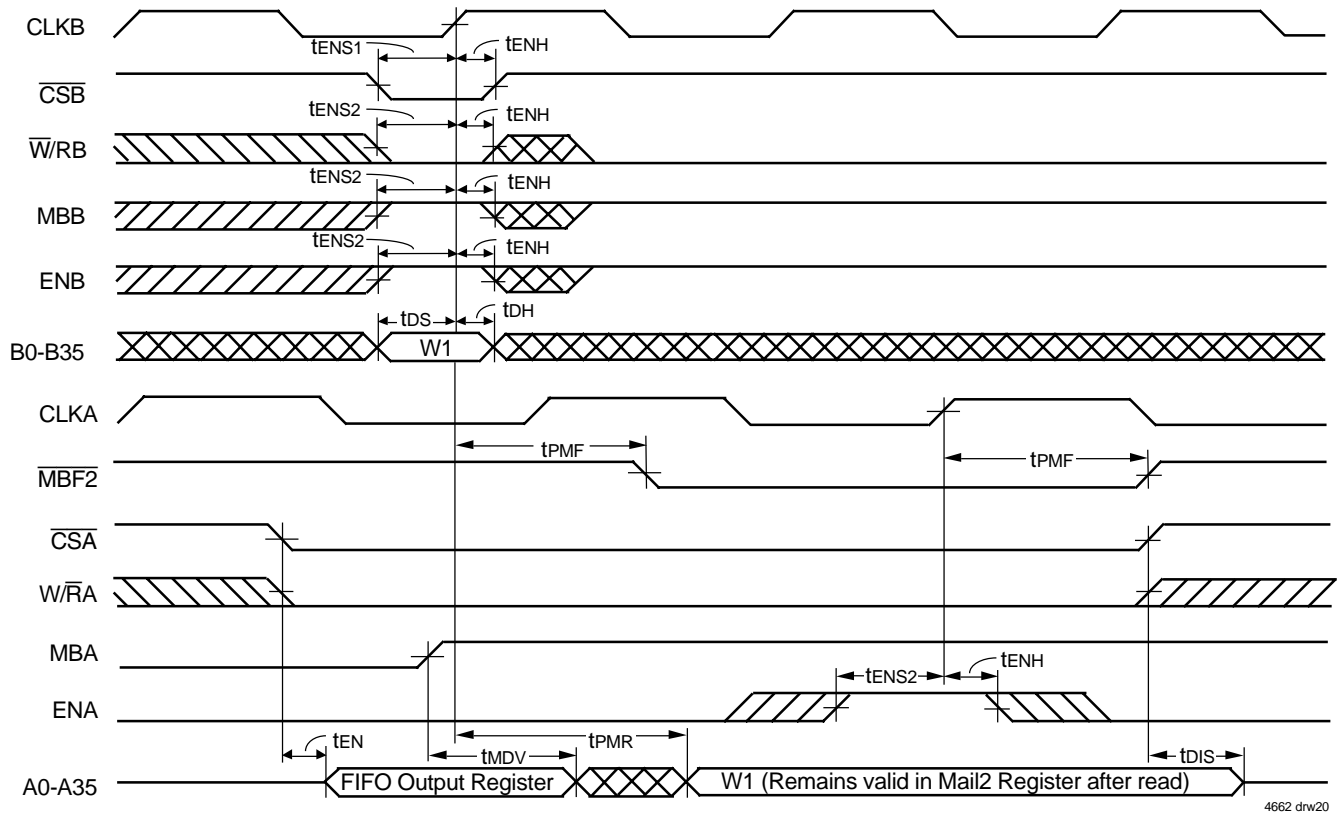 CLKB
tENS1
tENH
CSB
tENS2
tENH
W/RB
tENS2
tENH
MBB
tENS2
tENH
ENB
tDS
tDH
B0-B35
W1
CLKA
tPMF
tPMF
MBF2
CSA
W/RA
MBA
tENS2
tENH
ENA
tEN
tMDV
tPMR
tDIS
A0-A35
FIFO Output Register
W1 (Remains valid in Mail2 Register after read)
4662 drw20